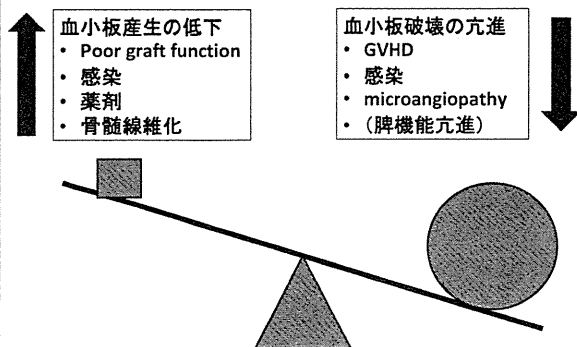 血小板産生の低下
• Poor graft function
• 感染
• 薬剤
• 骨髄線維化
血小板破壊の亢進
• GVHD
• 感染
• microangiopathy
• （脾機能亢進）